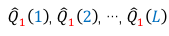 Q̂₁(1), Q̂₁(2), ⋯, Q̂₁(L)